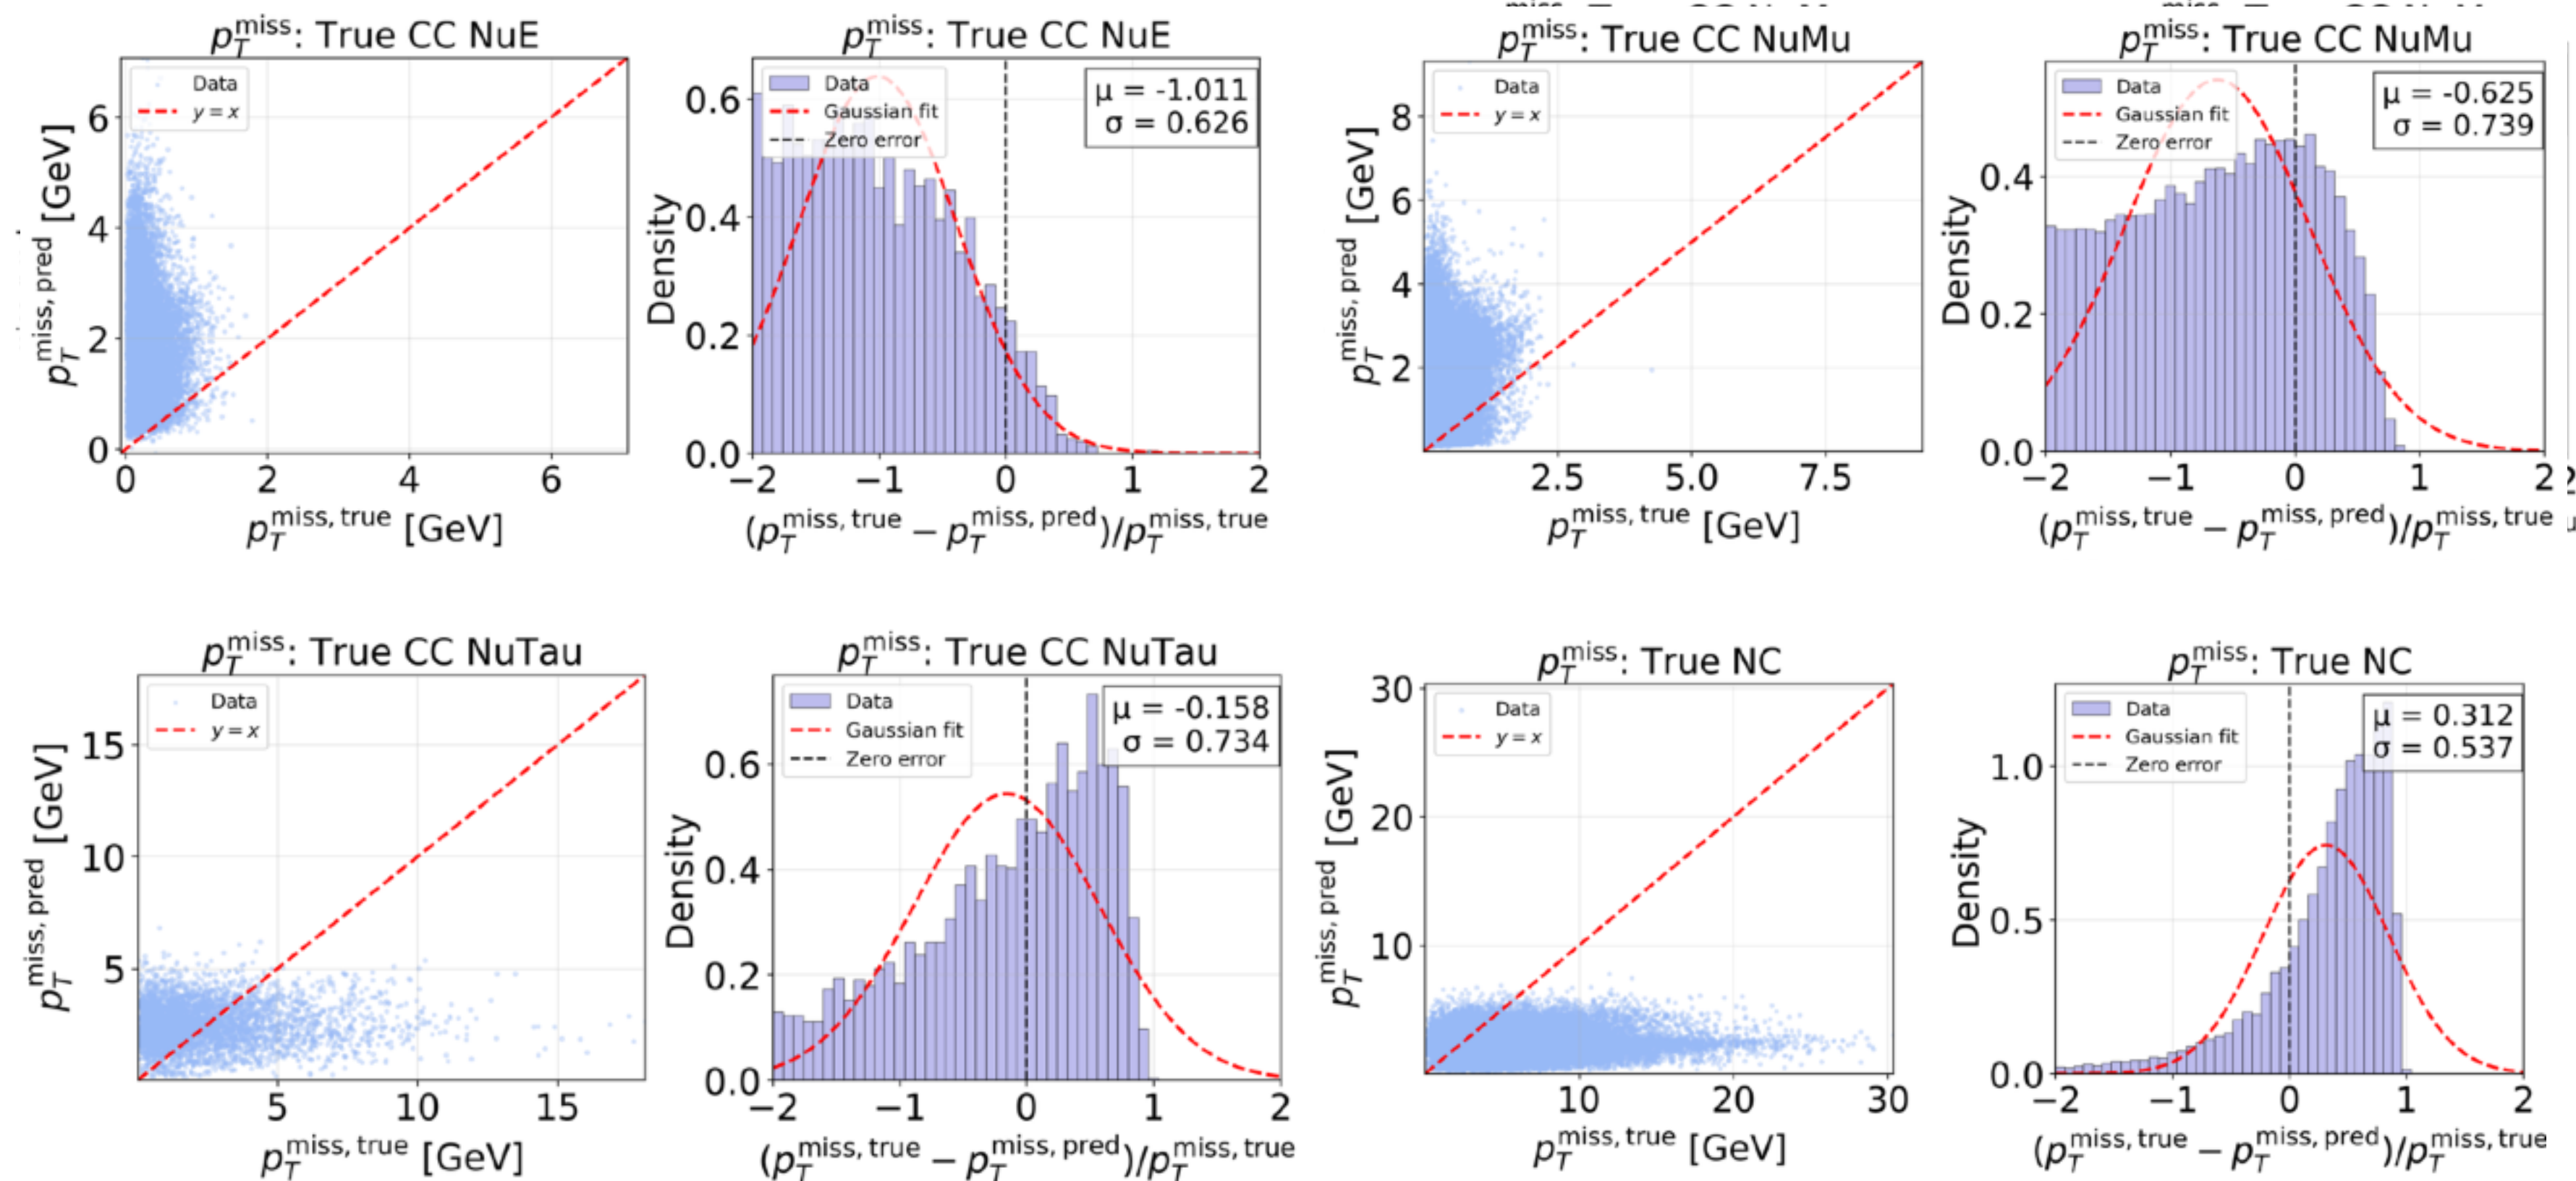 p_T^miss: True CC NuE
Data
y = x
p_T^miss, pred [GeV]
6
4
2
0
0 2 4 6
p_T^miss, true [GeV]
p_T^miss: True CC NuE
Data
Gaussian fit
Zero error
μ = -1.011
σ = 0.626
Density
0.6
0.4
0.2
0.0
−2 −1 0 1 2
(p_T^miss, true − p_T^miss, pred)/p_T^miss, true
p_T^miss: True CC NuMu
Data
y = x
p_T^miss, pred [GeV]
8
6
4
2
2.5 5.0 7.5
p_T^miss, true [GeV]
p_T^miss: True CC NuMu
Data
Gaussian fit
Zero error
μ = -0.625
σ = 0.739
Density
0.4
0.2
0.0
−2 −1 0 1 2
(p_T^miss, true − p_T^miss, pred)/p_T^miss, true
p_T^miss: True CC NuTau
Data
y = x
p_T^miss, pred [GeV]
15
10
5
5 10 15
p_T^miss, true [GeV]
p_T^miss: True CC NuTau
Data
Gaussian fit
Zero error
μ = -0.158
σ = 0.734
Density
0.6
0.4
0.2
0.0
−2 −1 0 1 2
(p_T^miss, true − p_T^miss, pred)/p_T^miss, true
p_T^miss: True NC
Data
y = x
p_T^miss, pred [GeV]
30
20
10
10 20 30
p_T^miss, true [GeV]
p_T^miss: True NC
Data
Gaussian fit
Zero error
μ = 0.312
σ = 0.537
Density
1.0
0.5
0.0
−2 −1 0 1 2
(p_T^miss, true − p_T^miss, pred)/p_T^miss, true